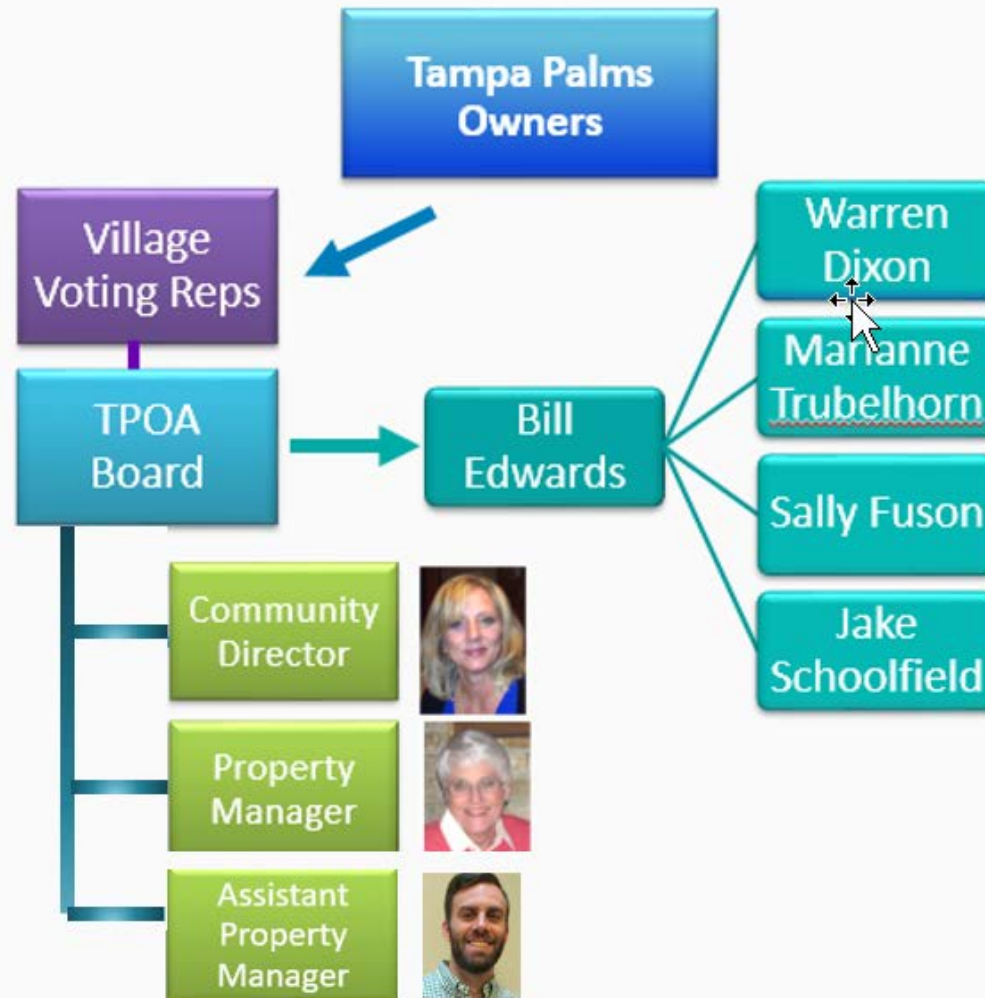 Tampa Palms
Owners
Village
Voting Reps
TPOA
Board
Bill
Edwards
Warren
Dixon
Marianne
Trubelhorn
Sally Fuson
Jake
Schoolfield
Community
Director
Property
Manager
Assistant
Property
Manager